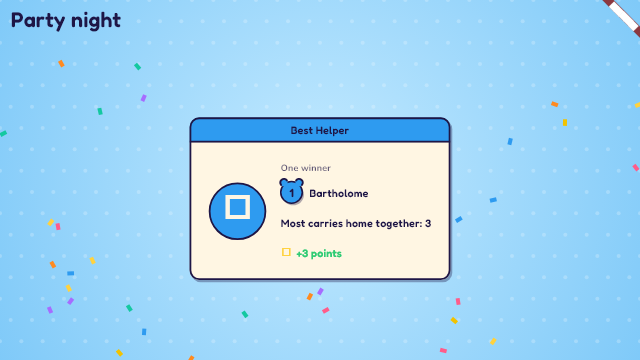 Party night
Best Helper
One winner
1 Bartholome
Most carries home together: 3
+3 points